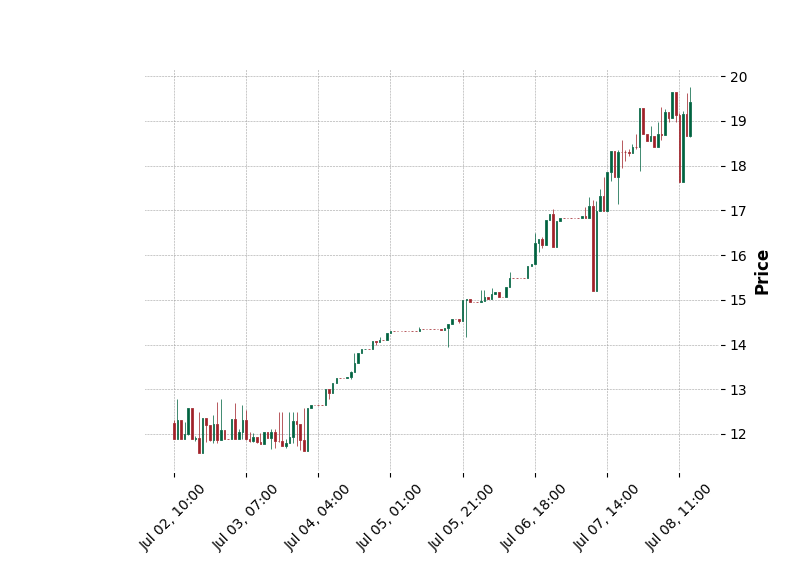 20
19
18
17
16
15
14
13
12
Price
Jul 02, 10:00
Jul 03, 07:00
Jul 04, 04:00
Jul 05, 01:00
Jul 05, 21:00
Jul 06, 18:00
Jul 07, 14:00
Jul 08, 11:00